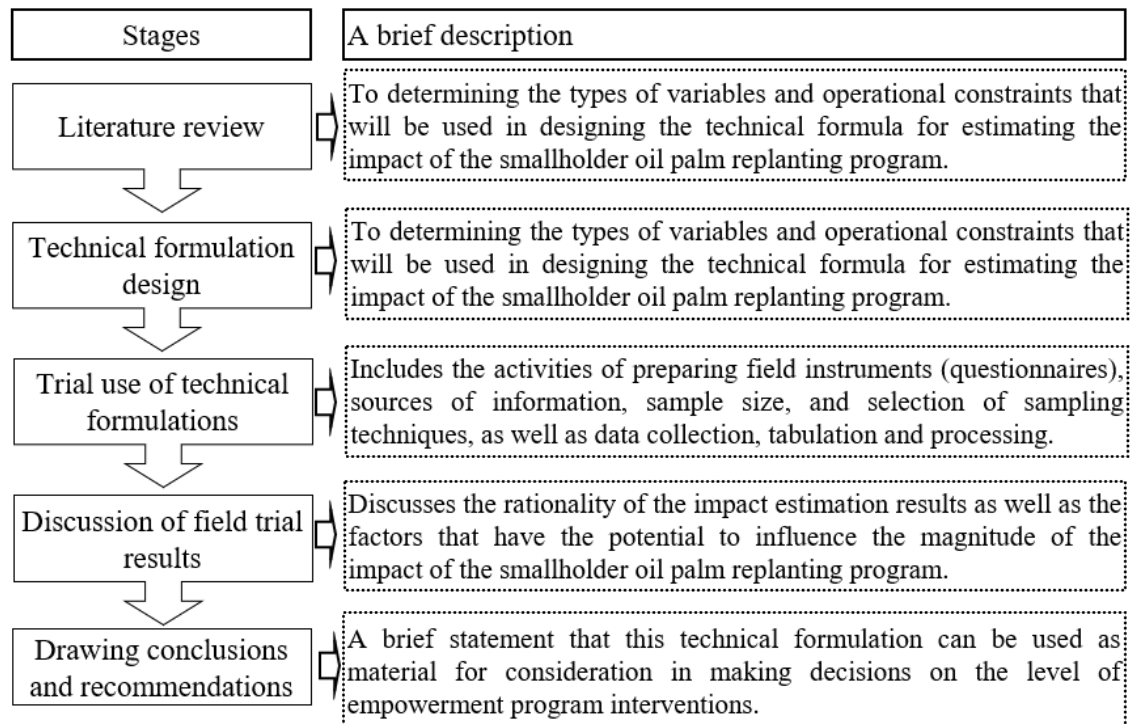 Stages
A brief description
Literature review
To determining the types of variables and operational constraints that
will be used in designing the technical formula for estimating the
impact of the smallholder oil palm replanting program.
Technical formulation
design
To determining the types of variables and operational constraints that
will be used in designing the technical formula for estimating the
impact of the smallholder oil palm replanting program.
Trial use of technical
formulations
Includes the activities of preparing field instruments (questionnaires),
sources of information, sample size, and selection of sampling
techniques, as well as data collection, tabulation and processing.
Discussion of field trial
results
Discusses the rationality of the impact estimation results as well as the
factors that have the potential to influence the magnitude of the
impact of the smallholder oil palm replanting program.
Drawing conclusions
and recommendations
A brief statement that this technical formulation can be used as
material for consideration in making decisions on the level of
empowerment program interventions.